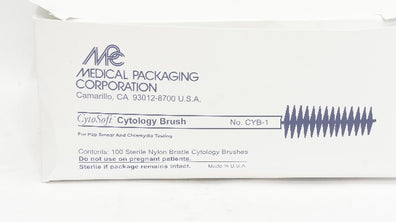 MPC
MEDICAL PACKAGING
CORPORATION
Camarillo, CA 93012-8700 U.S.A.
CytoSoft™ Cytology Brush No. CYB-1
For Pap Smear And Chlamydia Testing
Contents: 100 Sterile Nylon Bristle Cytology Brushes
Do not use on pregnant patients.
Sterile if package remains intact. Made in U.S.A.